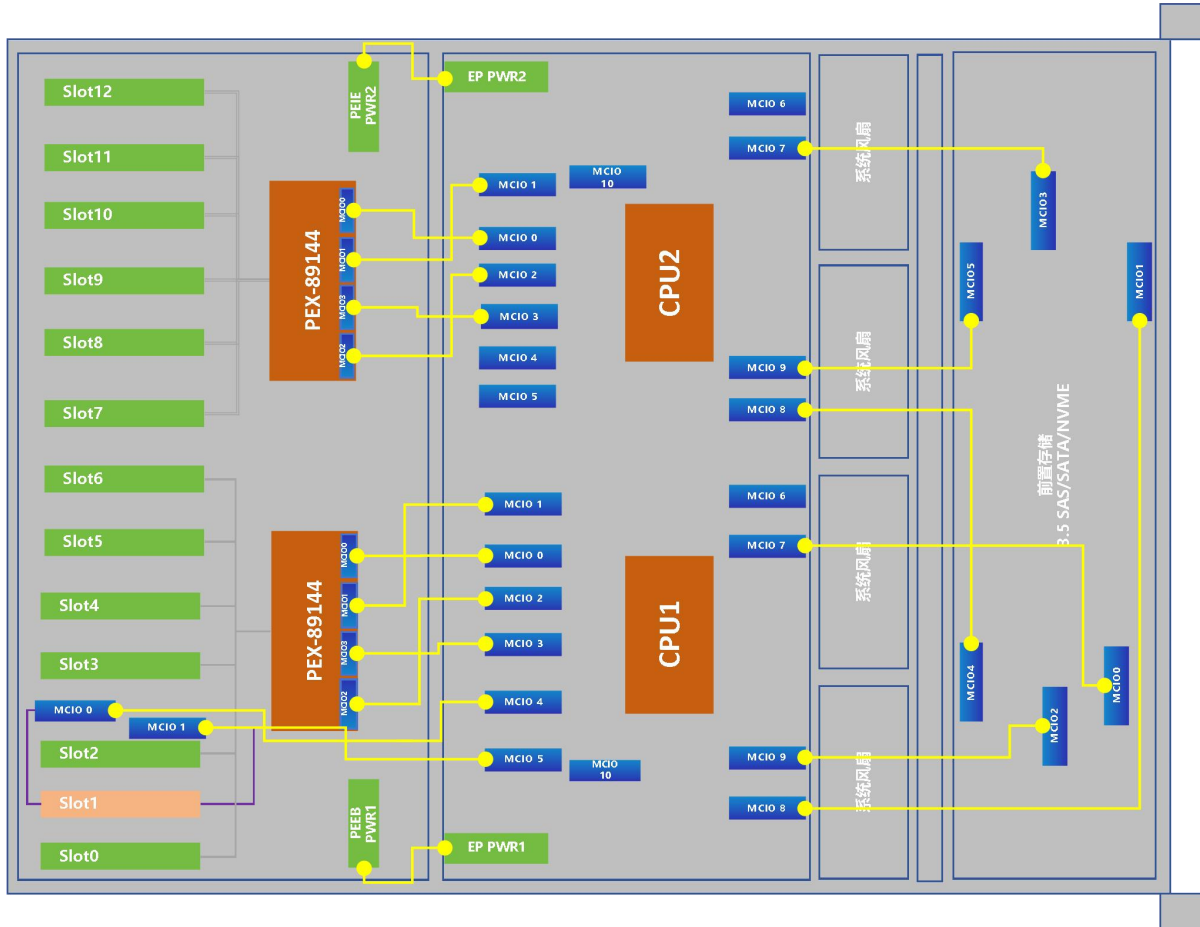 Slot12
Slot11
Slot10
Slot9
Slot8
Slot7
Slot6
Slot5
Slot4
Slot3
MCIO 0
MCIO 1
Slot2
Slot1
Slot0
PEIE
PWR2
PEX-89144
MCIO0
MCIO1
MCIO3
MCIO2
PEX-89144
MCIO0
MCIO1
MCIO3
MCIO2
PEEB
PWR1
EP PWR2
MCIO 1
MCIO
10
MCIO 0
MCIO 2
MCIO 3
MCIO 4
MCIO 5
CPU2
MCIO 6
MCIO 7
MCIO 9
MCIO 8
MCIO 1
MCIO 0
MCIO 2
MCIO 3
MCIO 4
MCIO 5
MCIO
10
CPU1
MCIO 6
MCIO 7
MCIO 9
MCIO 8
EP PWR1
系统风扇
系统风扇
系统风扇
系统风扇
MCIO3
MCIO5
MCIO1
前置存储
3.5 SAS/SATA/NVME
MCIO4
MCIO2
MCIO0